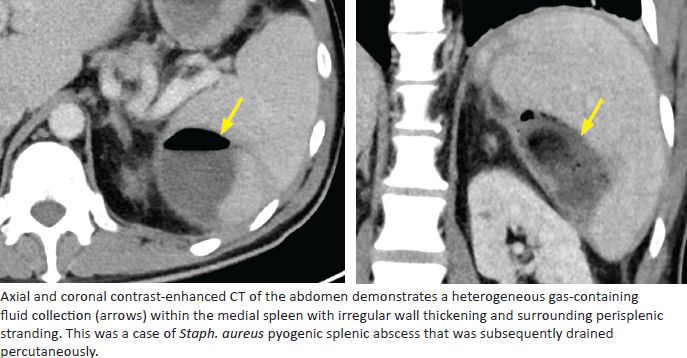 Axial and coronal contrast-enhanced CT of the abdomen demonstrates a heterogeneous gas-containing
fluid collection (arrows) within the medial spleen with irregular wall thickening and surrounding perisplenic
stranding. This was a case of Staph. aureus pyogenic splenic abscess that was subsequently drained
percutaneously.